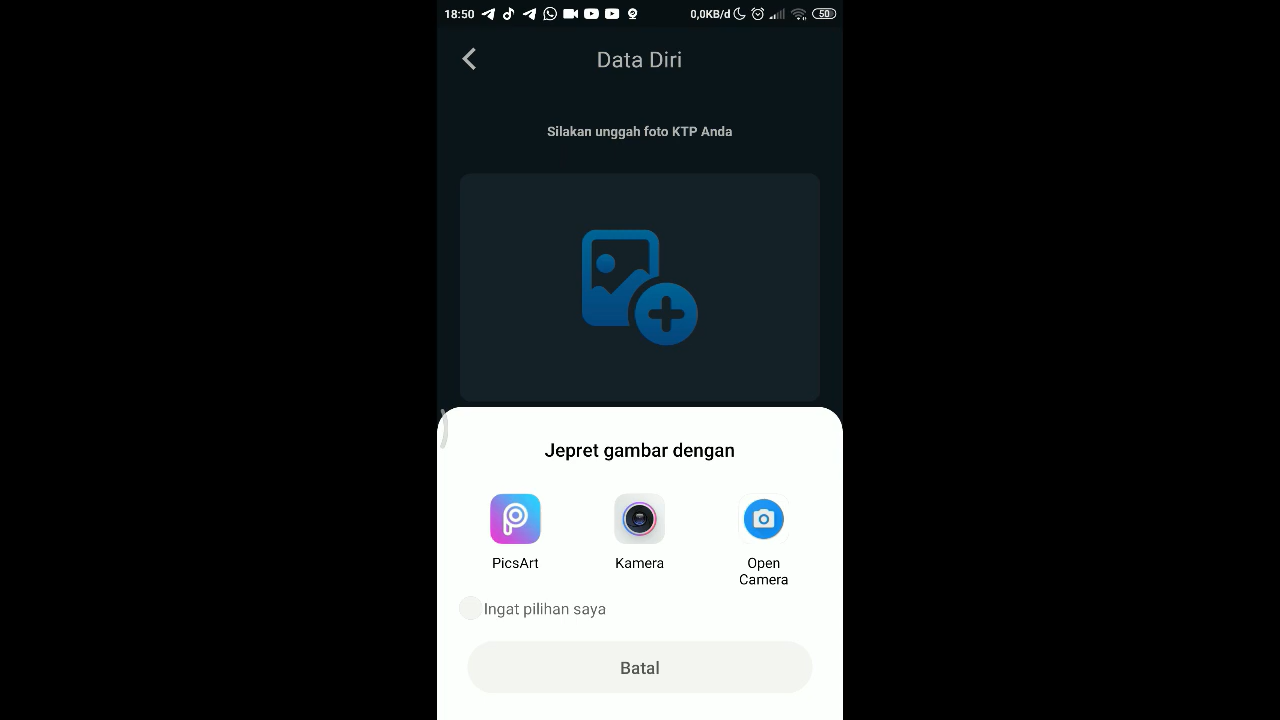 18:50 0,0KB/d 50
Data Diri
Silakan unggah foto KTP Anda
Jepret gambar dengan
PicsArt Kamera Open
Camera
Ingat pilihan saya
Batal